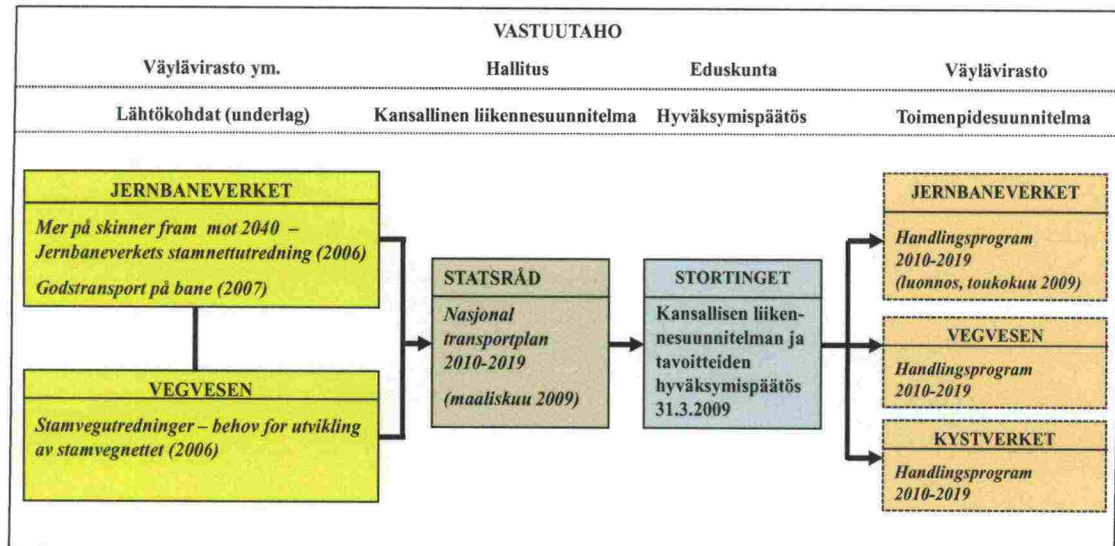 VASTUUTAHO
Väylävirasto ym.
Hallitus
Eduskunta
Väylävirasto
Lähtökohdat (underlag)
Kansallinen liikennesuunnitelma
Hyväksymispäätös
Toimenpidesuunnitelma
JERNBANEVERKET
Mer på skinner fram mot 2040 –
Jernbaneverkets stamnettutredning (2006)
Godstransport på bane (2007)
VEGVESEN
Stamvegutredninger – behov for utvikling
av stamvegnettet (2006)
STATSRÅD
Nasjonal
transportplan
2010-2019
(maaliskuu 2009)
STORTINGET
Kansallisen liiken-
nesuunnitelman ja
tavoitteiden
hyväksymispäätös
31.3.2009
JERNBANEVERKET
Handlingsprogram
2010-2019
(luonnos, toukokuu 2009)
VEGVESEN
Handlingsprogram
2010-2019
KYSTVERKET
Handlingsprogram
2010-2019